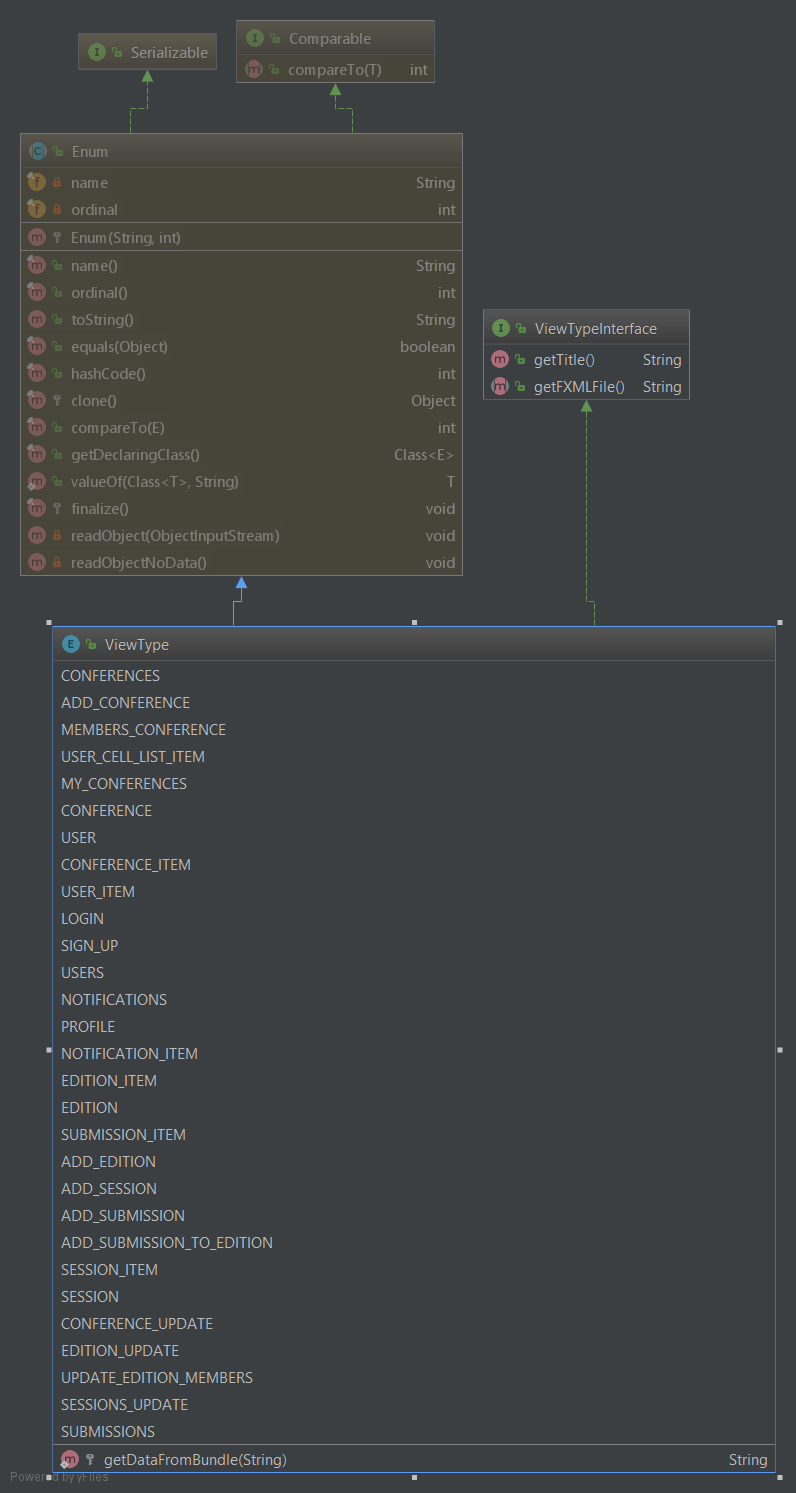 Serializable
Comparable
compareTo(T) int
Enum
name String
ordinal int
Enum(String, int)
name() String
ordinal() int
toString() String
equals(Object) boolean
hashCode() int
clone() Object
compareTo(E) int
getDeclaringClass() Class<E>
valueOf(Class<T>, String) T
finalize() void
readObject(ObjectInputStream) void
readObjectNoData() void
ViewTypeInterface
getTitle() String
getFXMLFile() String
ViewType
CONFERENCES
ADD_CONFERENCE
MEMBERS_CONFERENCE
USER_CELL_LIST_ITEM
MY_CONFERENCES
CONFERENCE
USER
CONFERENCE_ITEM
USER_ITEM
LOGIN
SIGN_UP
USERS
NOTIFICATIONS
PROFILE
NOTIFICATION_ITEM
EDITION_ITEM
EDITION
SUBMISSION_ITEM
ADD_EDITION
ADD_SESSION
ADD_SUBMISSION
ADD_SUBMISSION_TO_EDITION
SESSION_ITEM
SESSION
CONFERENCE_UPDATE
EDITION_UPDATE
UPDATE_EDITION_MEMBERS
SESSIONS_UPDATE
SUBMISSIONS
getDataFromBundle(String) String
Powered by yFiles